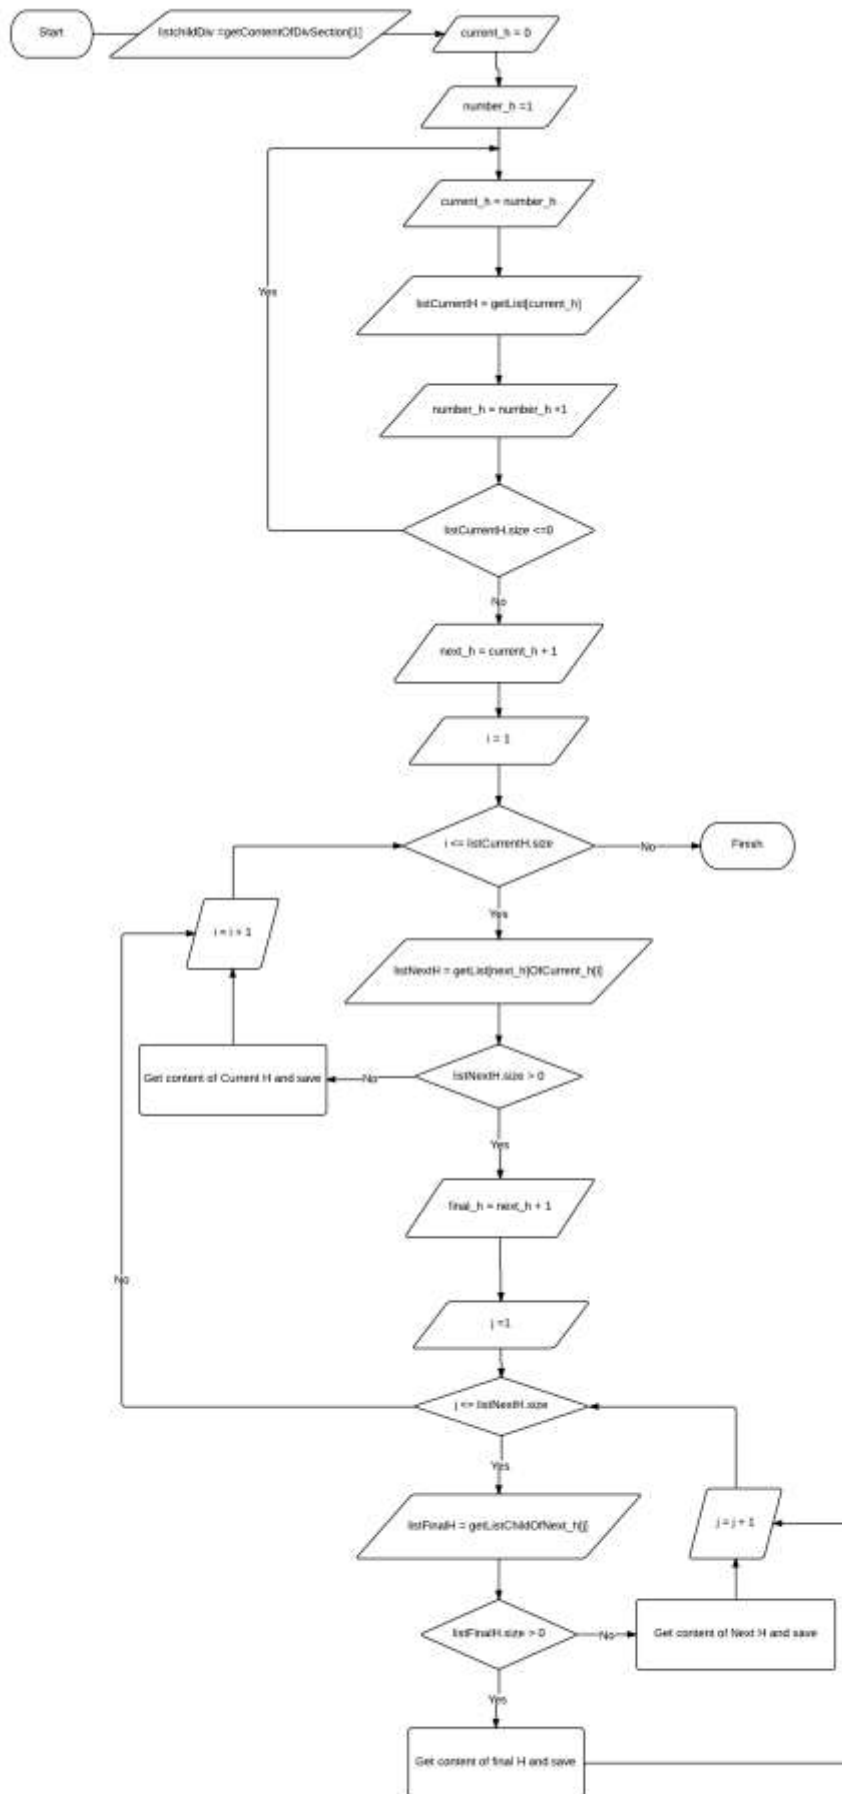 Start
listchildDiv =getContentOfDivSection[1]
current_h = 0
number_h =1
current_h = number_h
Yes
listCurrentH = getList[current_h]
number_h = number_h +1
listCurrentH.size <=0
No
next_h = current_h + 1
i = 1
i <= listCurrentH.size
No
Finish
Yes
i = i + 1
listNextH = getList[next_h]OfCurrent_h[i]
Get content of Current H and save
No
listNextH.size > 0
Yes
final_h = next_h + 1
No
j =1
j <= listNextH.size
Yes
listFinalH = getListChildOfNext_h[j]
j = j + 1
listFinalH.size > 0
No
Get content of Next H and save
Yes
Get content of final H and save